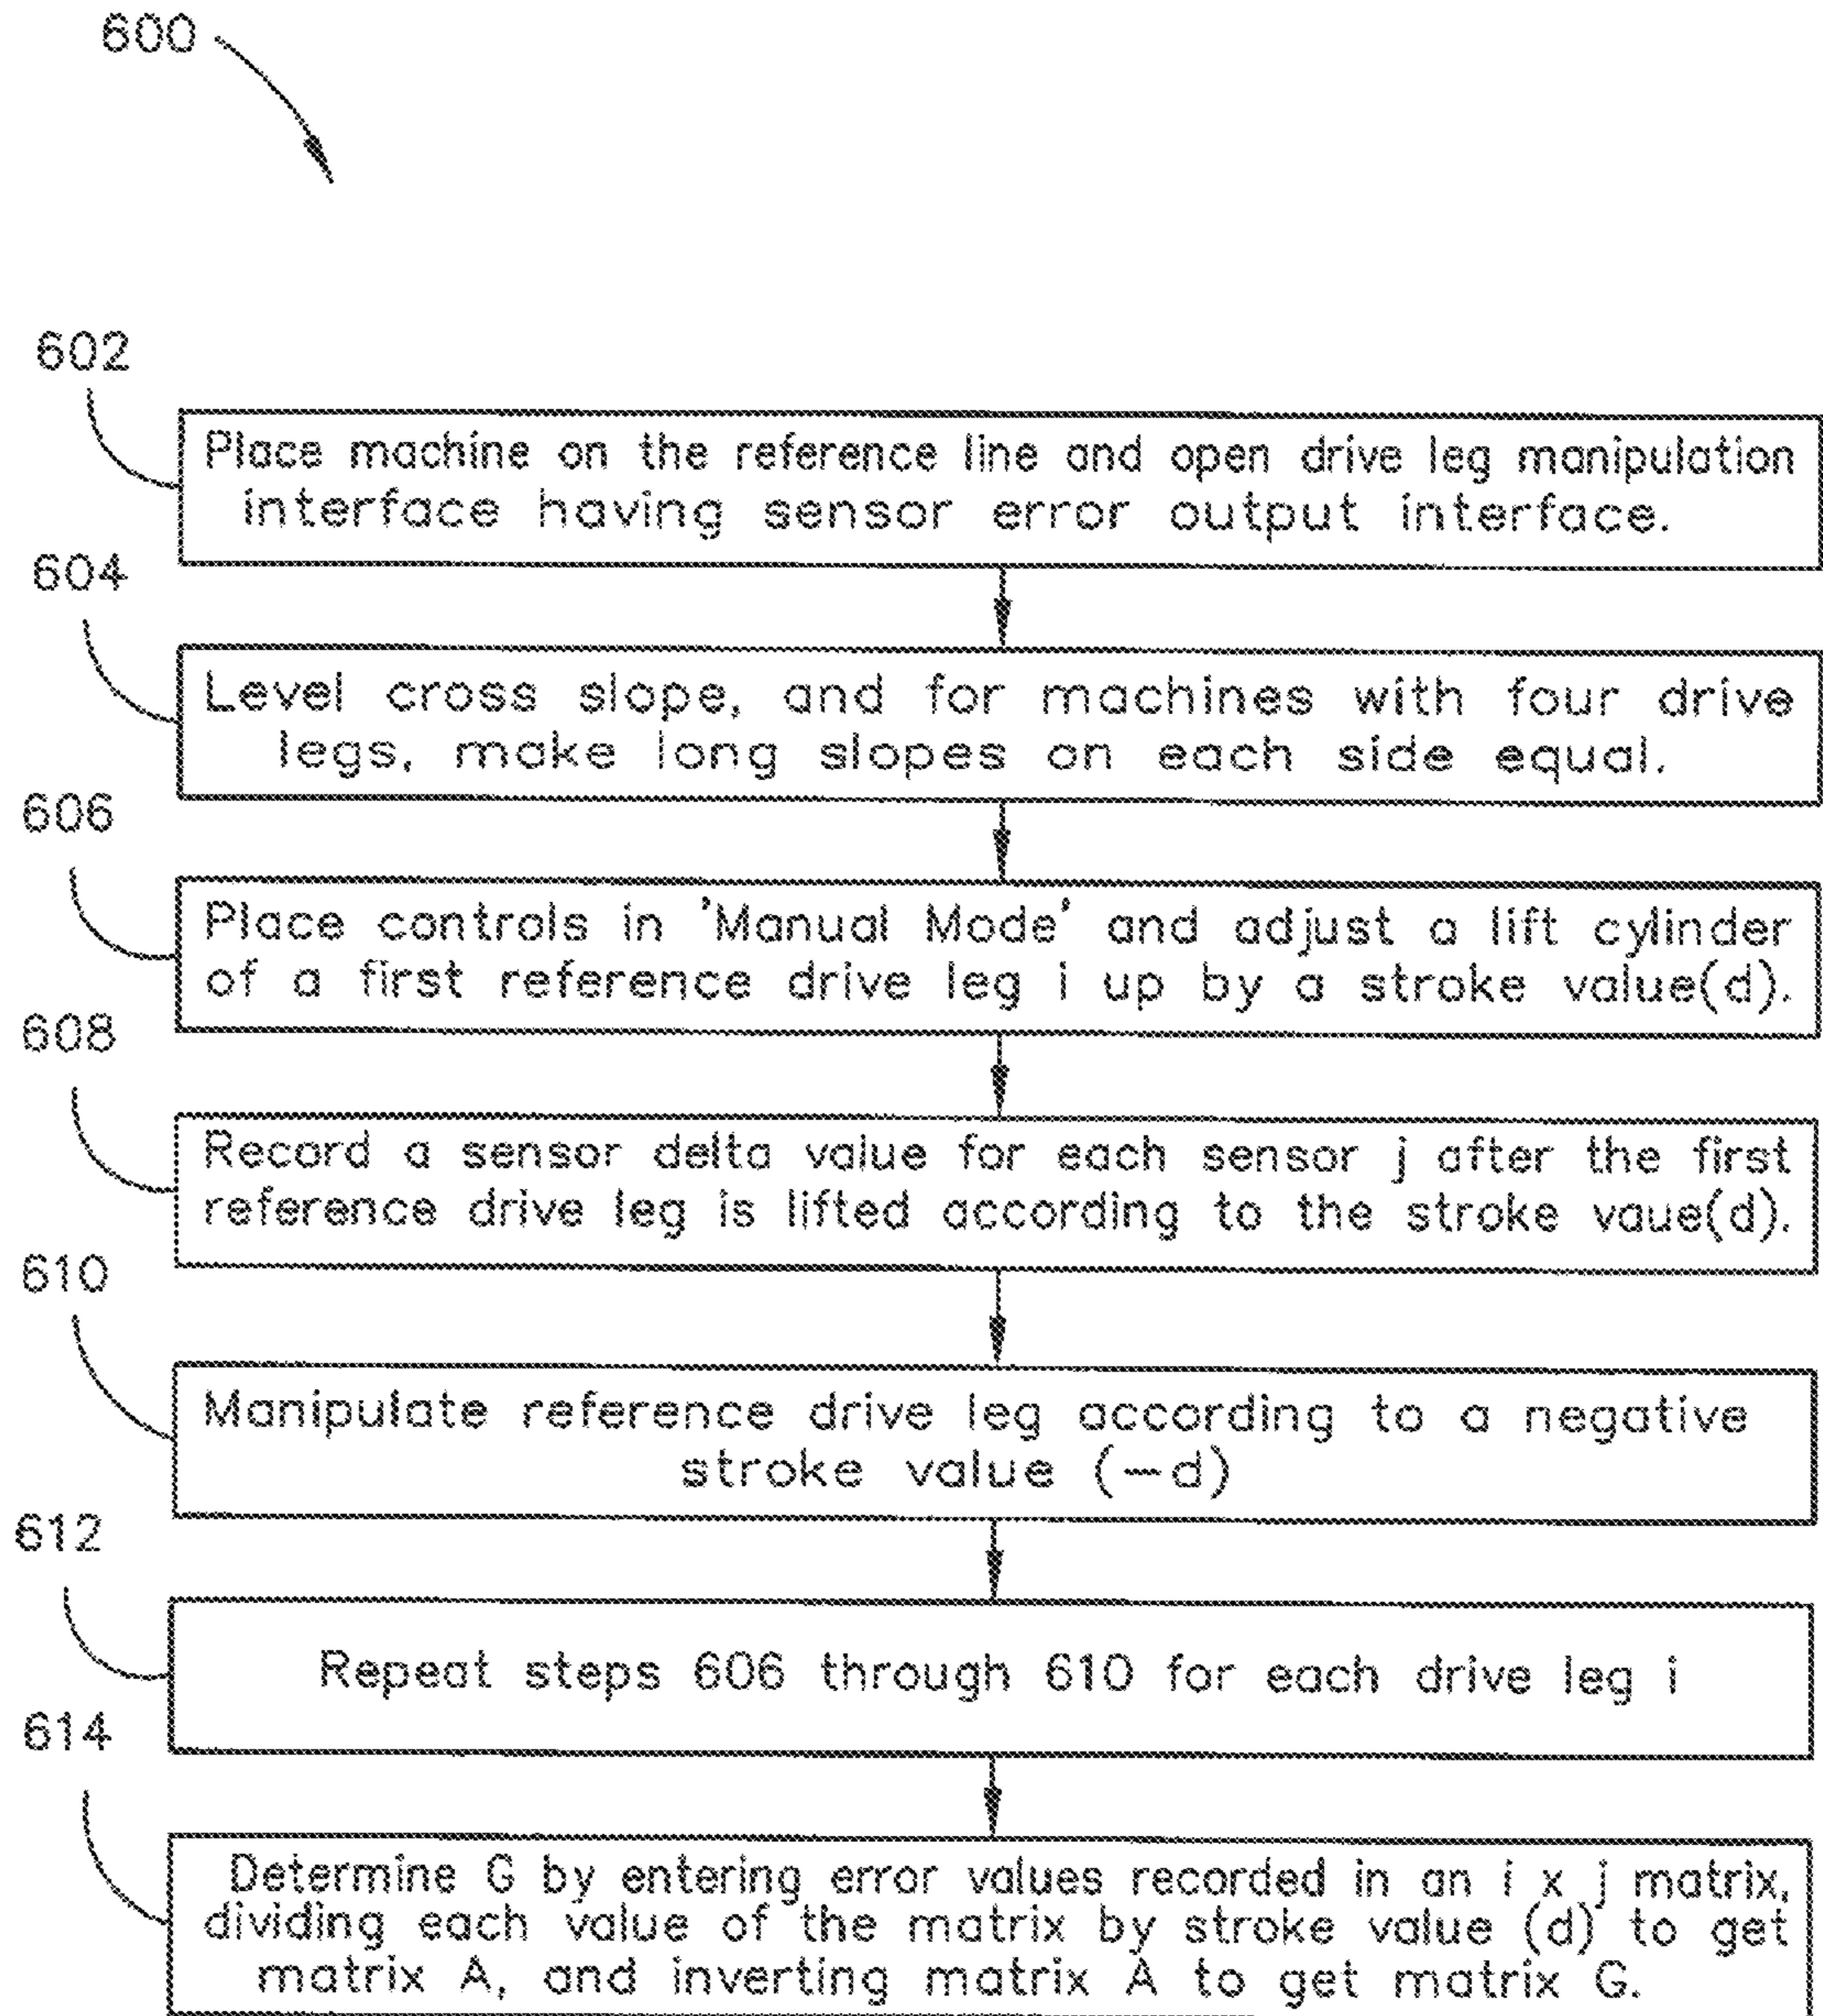 600
602
Place machine on the reference line and open drive leg manipulation
interface having sensor error output interface.
604
Level cross slope, and for machines with four drive
legs, make long slopes on each side equal.
606
Place controls in 'Manual Mode' and adjust a lift cylinder
of a first reference drive leg i up by a stroke value(d).
608
Record a sensor delta value for each sensor j after the first
reference drive leg is lifted according to the stroke vaue(d).
610
Manipulate reference drive leg according to a negative
stroke value (—d)
612
Repeat steps 606 through 610 for each drive leg i
614
Determine G by entering error values recorded in an i x j matrix,
dividing each value of the matrix by stroke value (d) to get
matrix A, and inverting matrix A to get matrix G.